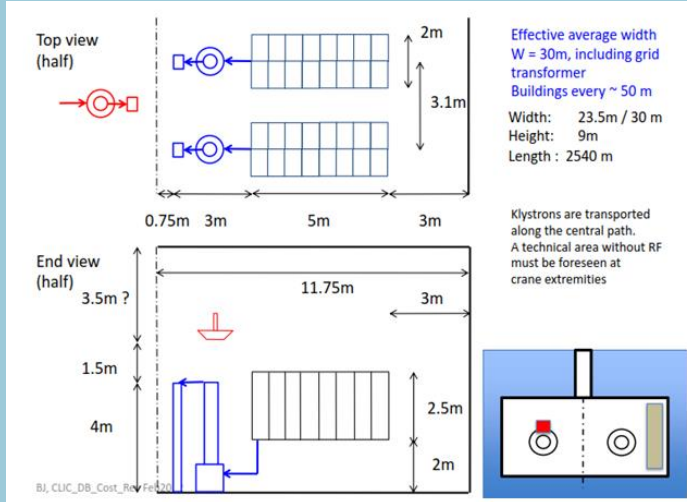 Top view
(half)
2m
3.1m
Effective average width
W = 30m, including grid
transformer
Buildings every ~ 50 m
Width: 23.5m / 30 m
Height: 9m
Length : 2540 m
0.75m 3m 5m 3m
Klystrons are transported
along the central path.
A technical area without RF
must be foreseen at
crane extremities
End view
(half)
3.5m ?
11.75m
3m
1.5m
4m
2.5m
2m
BJ, CLIC_DB_Cost_Re